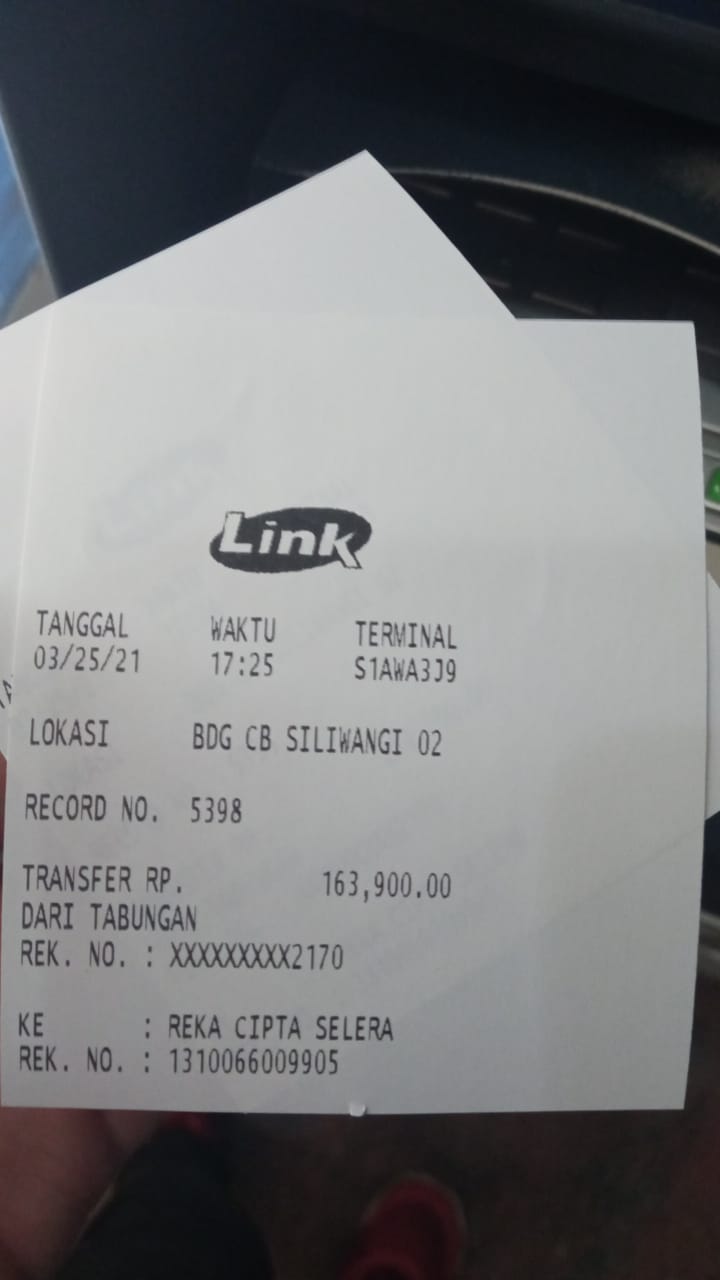 Link
TANGGAL WAKTU TERMINAL
03/25/21 17:25 S1AWA3J9
LOKASI BDG CB SILIWANGI 02
RECORD NO. 5398
TRANSFER RP. 163,900.00
DARI TABUNGAN
REK. NO. : XXXXXXXXX2170
KE : REKA CIPTA SELERA
REK. NO. : 1310066009905